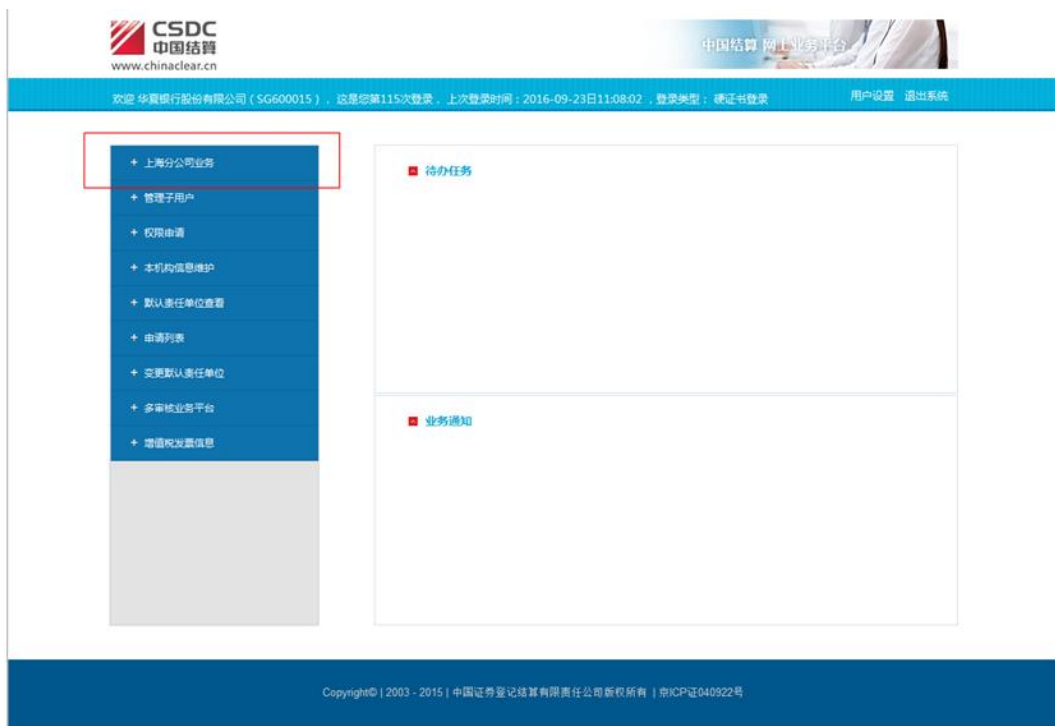 CSDC
中国结算
www.chinaclear.cn
中国结算 网上业务平台
欢迎 华夏银行股份有限公司 ( SG600015 ) , 这是您第115次登录 , 上次登录时间 : 2016-09-23日11:08:02 , 登录类型 : 硬证书登录
用户设置 退出系统
+ 上海分公司业务
+ 管理子用户
+ 权限申请
+ 本机构信息维护
+ 默认责任单位查看
+ 申请列表
+ 变更默认责任单位
+ 多审核业务平台
+ 增值税发票信息
待办任务
业务通知
Copyright© | 2003 - 2015 | 中国证券登记结算有限责任公司版权所有 | 京ICP证040922号